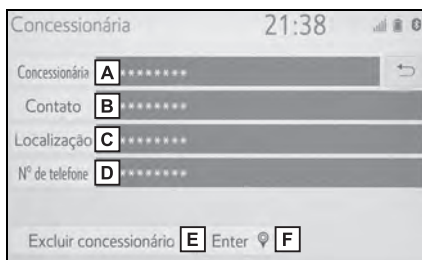 Concessionária 21:38
Concessionária A ********
Contato B ********
Localização C ********
Nº de telefone D ********
Excluir concessionário E Enter F